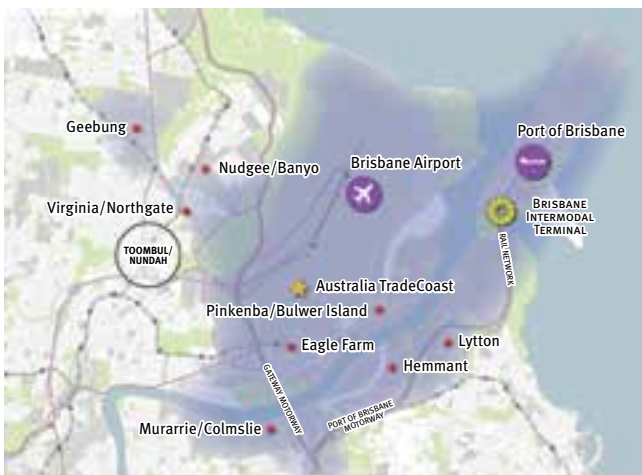 Geebung
Port of Brisbane
Nudgee/Banyo
Brisbane Airport
Virginia/Northgate
BRISBANE
INTERMODAL
TERMINAL
TOOMBUL/
NUNDAH
RAIL NETWORK
Australia TradeCoast
Pinkenba/Bulwer Island
Eagle Farm
Lytton
Hemmant
GATEWAY MOTORWAY
PORT OF BRISBANE
MOTORWAY
Murarrie/Colmslie